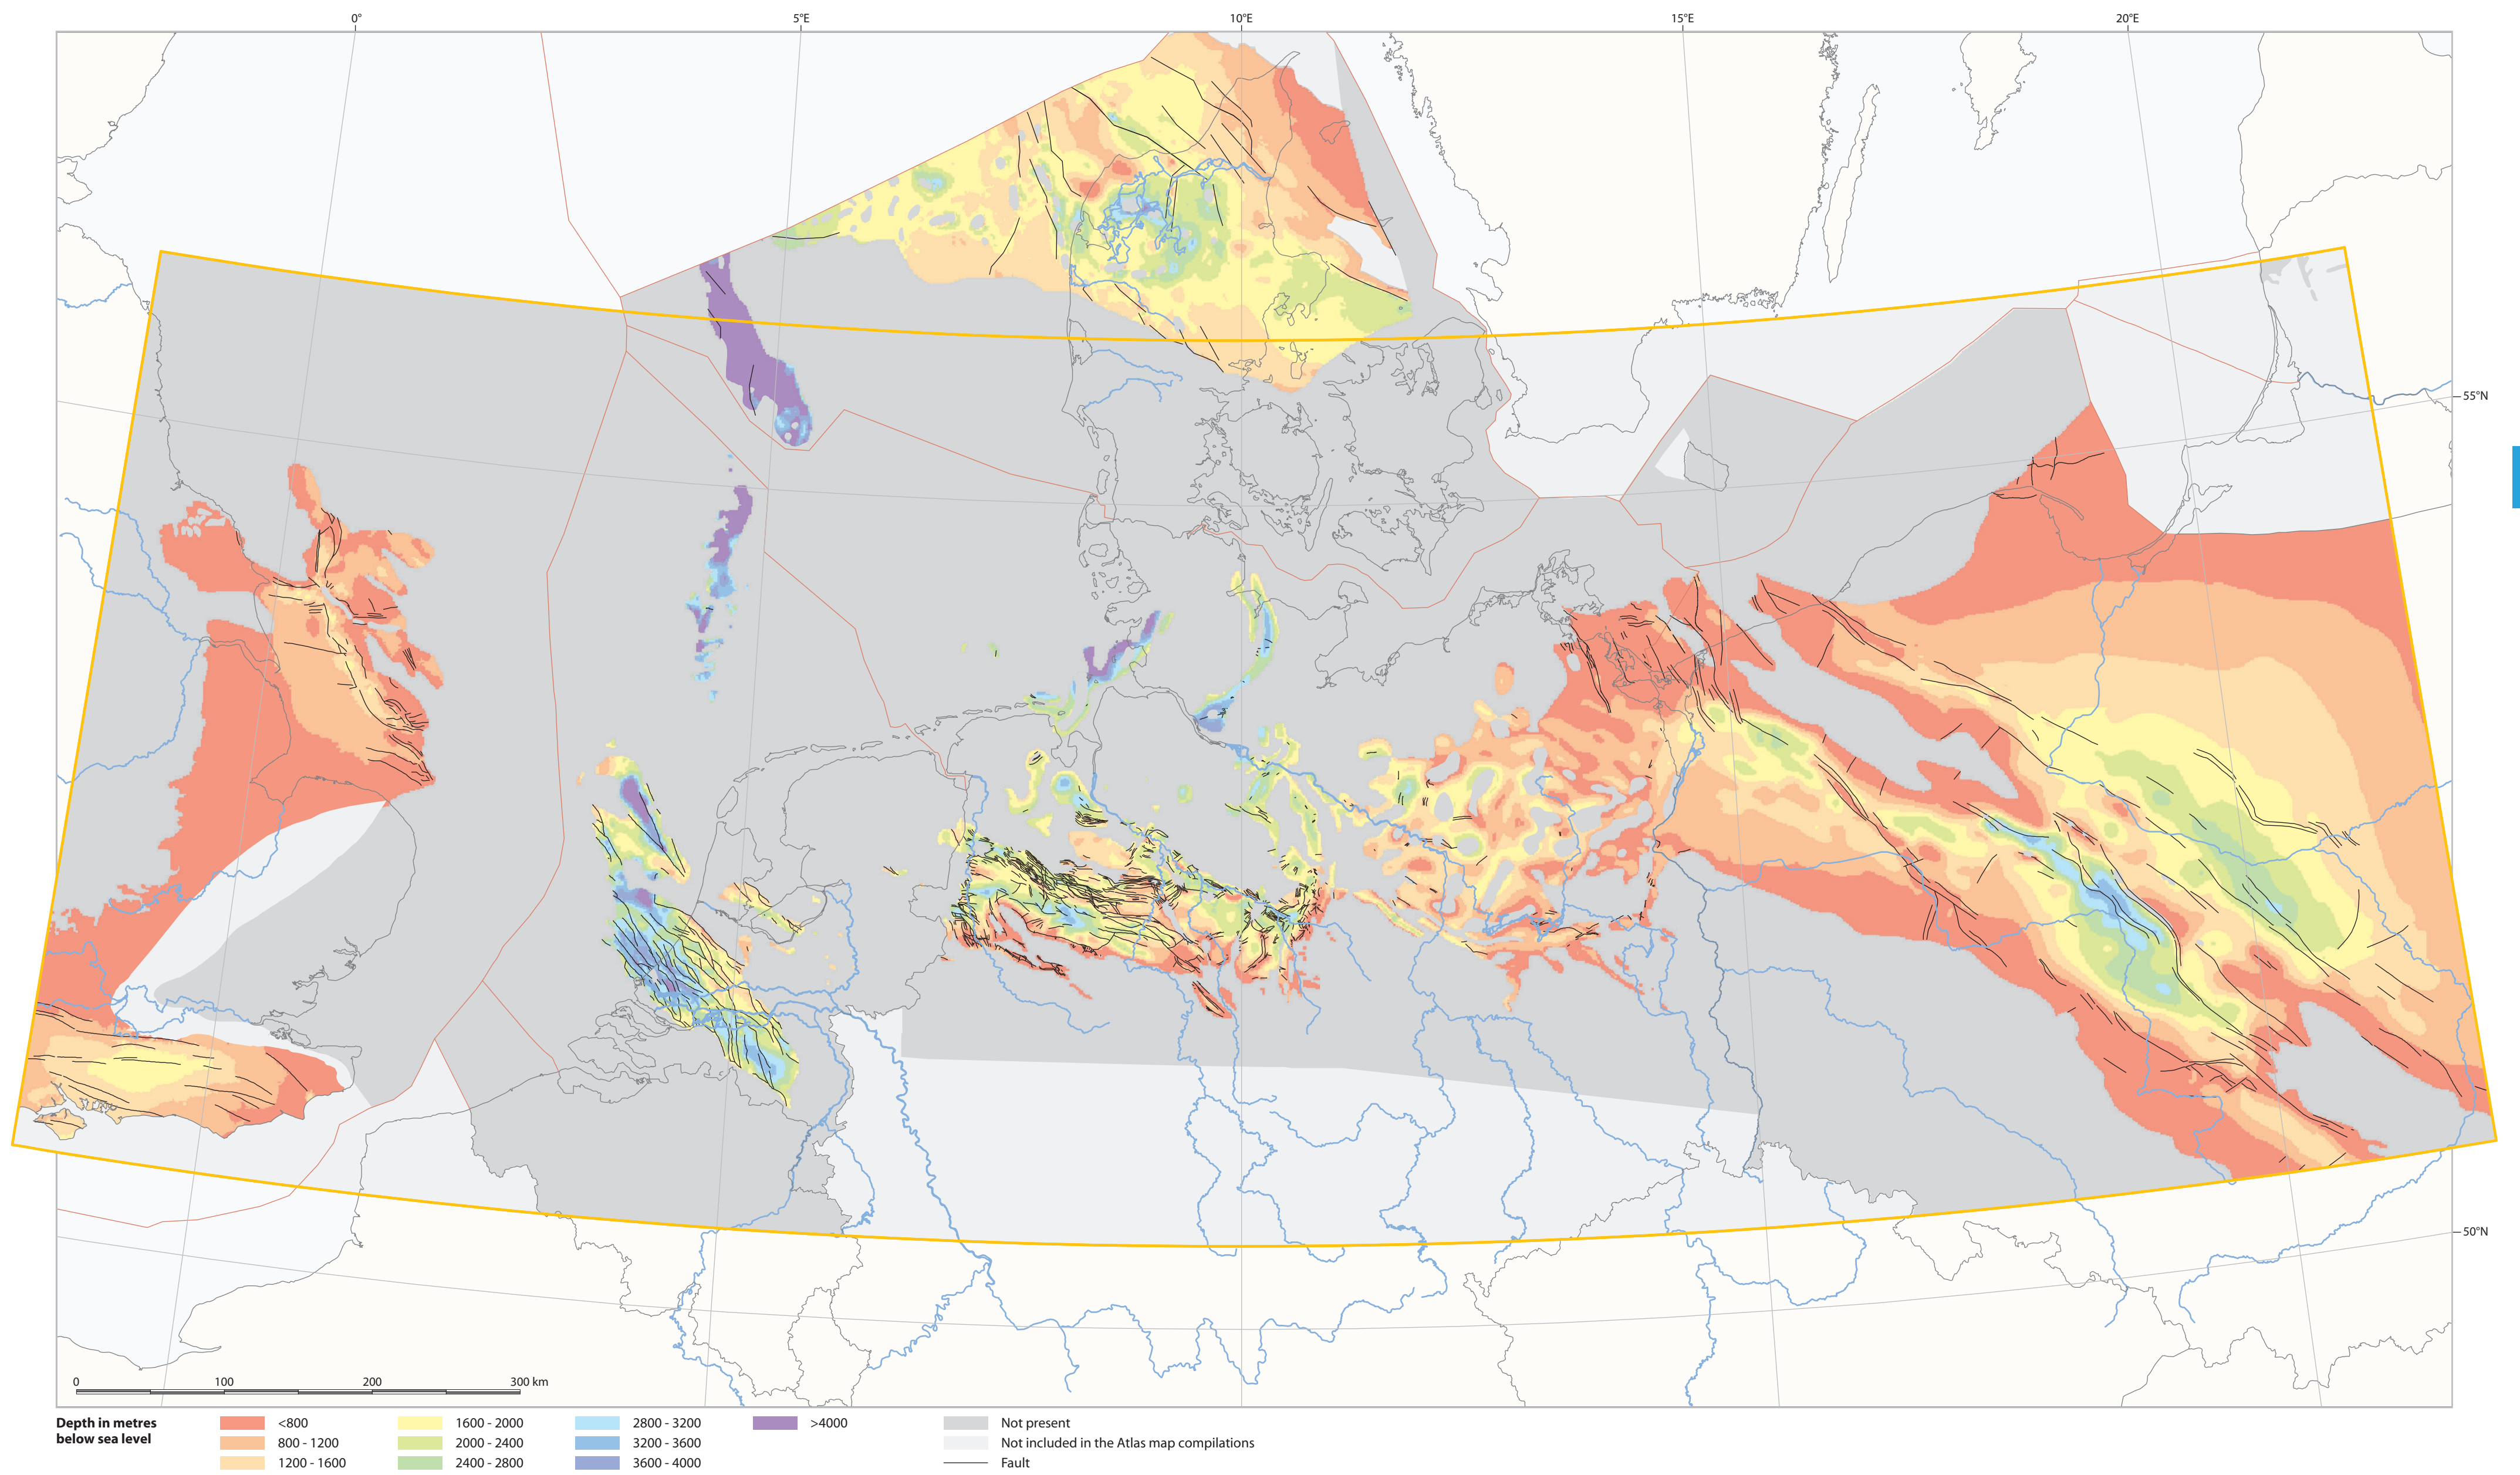 0°
5°E
10°E
15°E
20°E
55°N
50°N
0 100 200 300 km
Depth in metres
below sea level
<800
800 - 1200
1200 - 1600
1600 - 2000
2000 - 2400
2400 - 2800
2800 - 3200
3200 - 3600
3600 - 4000
>4000
Not present
Not included in the Atlas map compilations
Fault